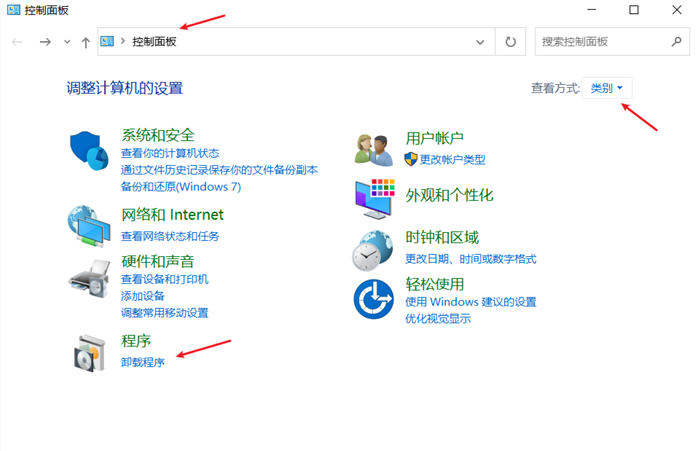 控制面板
控制面板
搜索控制面板
调整计算机的设置
查看方式: 类别
系统和安全
查看你的计算机状态
通过文件历史记录保存你的文件备份副本
备份和还原(Windows 7)
网络和 Internet
查看网络状态和任务
硬件和声音
查看设备和打印机
添加设备
调整常用移动设置
程序
卸载程序
用户帐户
更改帐户类型
外观和个性化
时钟和区域
更改日期、时间或数字格式
轻松使用
使用 Windows 建议的设置
优化视觉显示